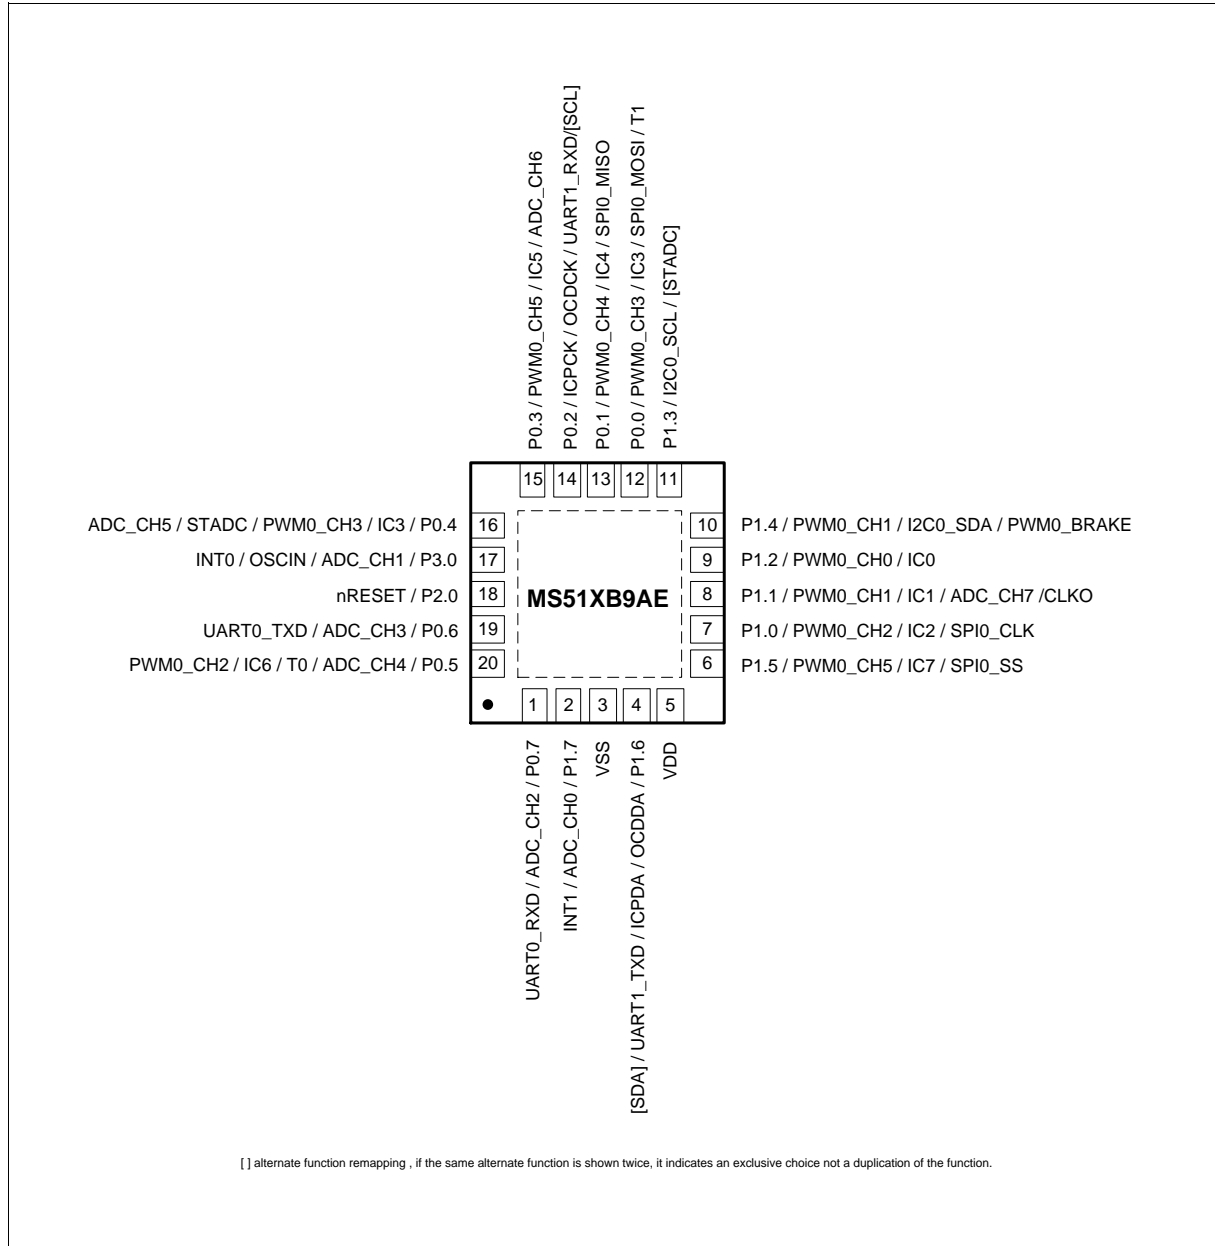 P0.3 / PWM0_CH5 / IC5 / ADC_CH6
P0.2 / ICPCK / OCDCK / UART1_RXD/[SCL]
P0.1 / PWM0_CH4 / IC4 / SPI0_MISO
P0.0 / PWM0_CH3 / IC3 / SPI0_MOSI / T1
P1.3 / I2C0_SCL / [STADC]
15 14 13 12 11
ADC_CH5 / STADC / PWM0_CH3 / IC3 / P0.4 16
10 P1.4 / PWM0_CH1 / I2C0_SDA / PWM0_BRAKE
INT0 / OSCIN / ADC_CH1 / P3.0 17
9 P1.2 / PWM0_CH0 / IC0
nRESET / P2.0 18
MS51XB9AE
8 P1.1 / PWM0_CH1 / IC1 / ADC_CH7 /CLKO
UART0_TXD / ADC_CH3 / P0.6 19
7 P1.0 / PWM0_CH2 / IC2 / SPI0_CLK
PWM0_CH2 / IC6 / T0 / ADC_CH4 / P0.5 20
6 P1.5 / PWM0_CH5 / IC7 / SPI0_SS
1 2 3 4 5
UART0_RXD / ADC_CH2 / P0.7
INT1 / ADC_CH0 / P1.7
VSS
[SDA] / UART1_TXD / ICPDA / OCDDA / P1.6
VDD
[ ] alternate function remapping , if the same alternate function is shown twice, it indicates an exclusive choice not a duplication of the function.